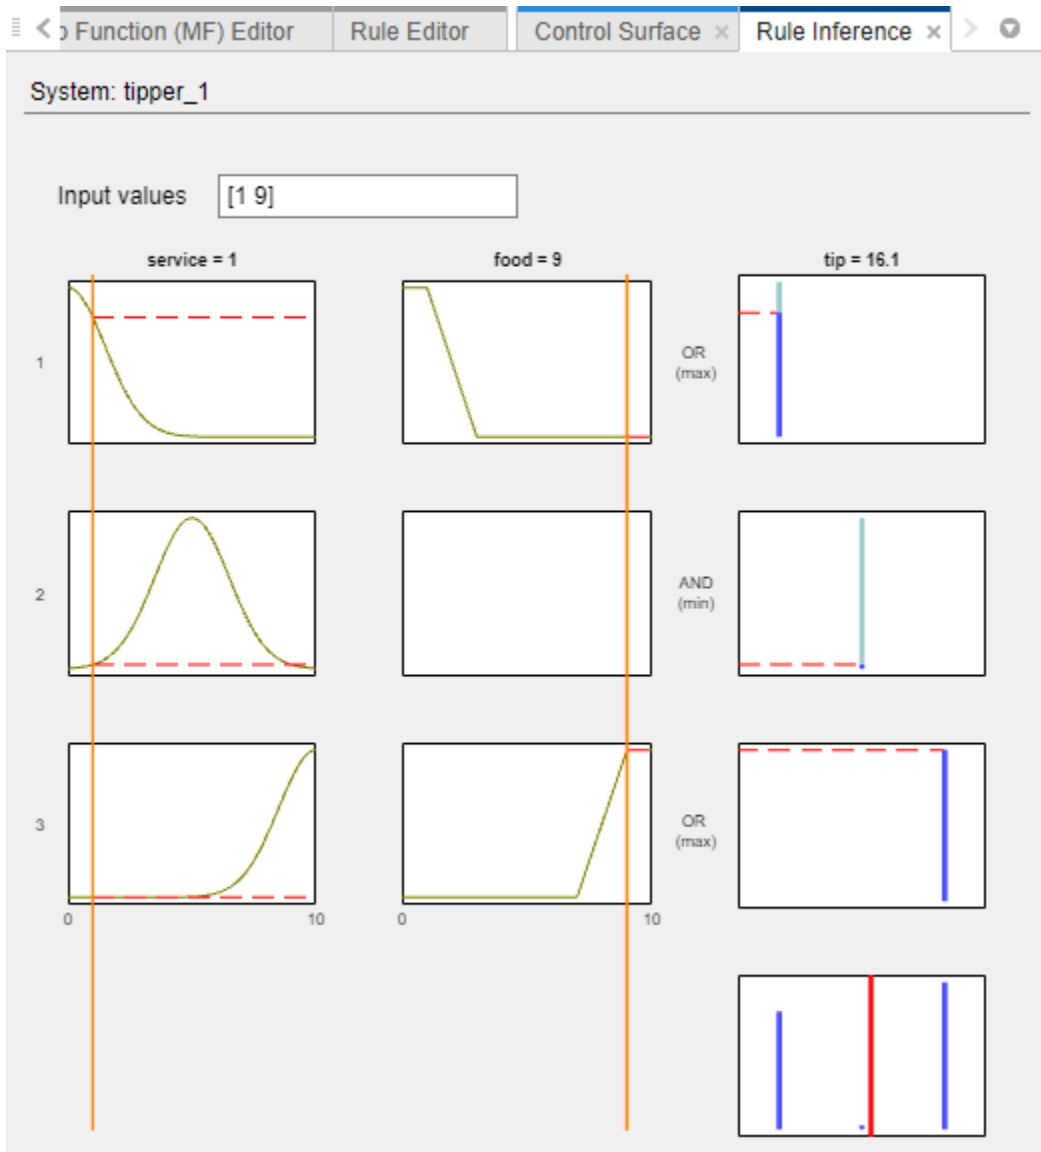 o Function (MF) Editor Rule Editor Control Surface × Rule Inference ×
System: tipper_1
Input values [1 9]
service = 1 food = 9 tip = 16.1
1 OR
(max)
2 AND
(min)
3 OR
(max)
0 10 0 10